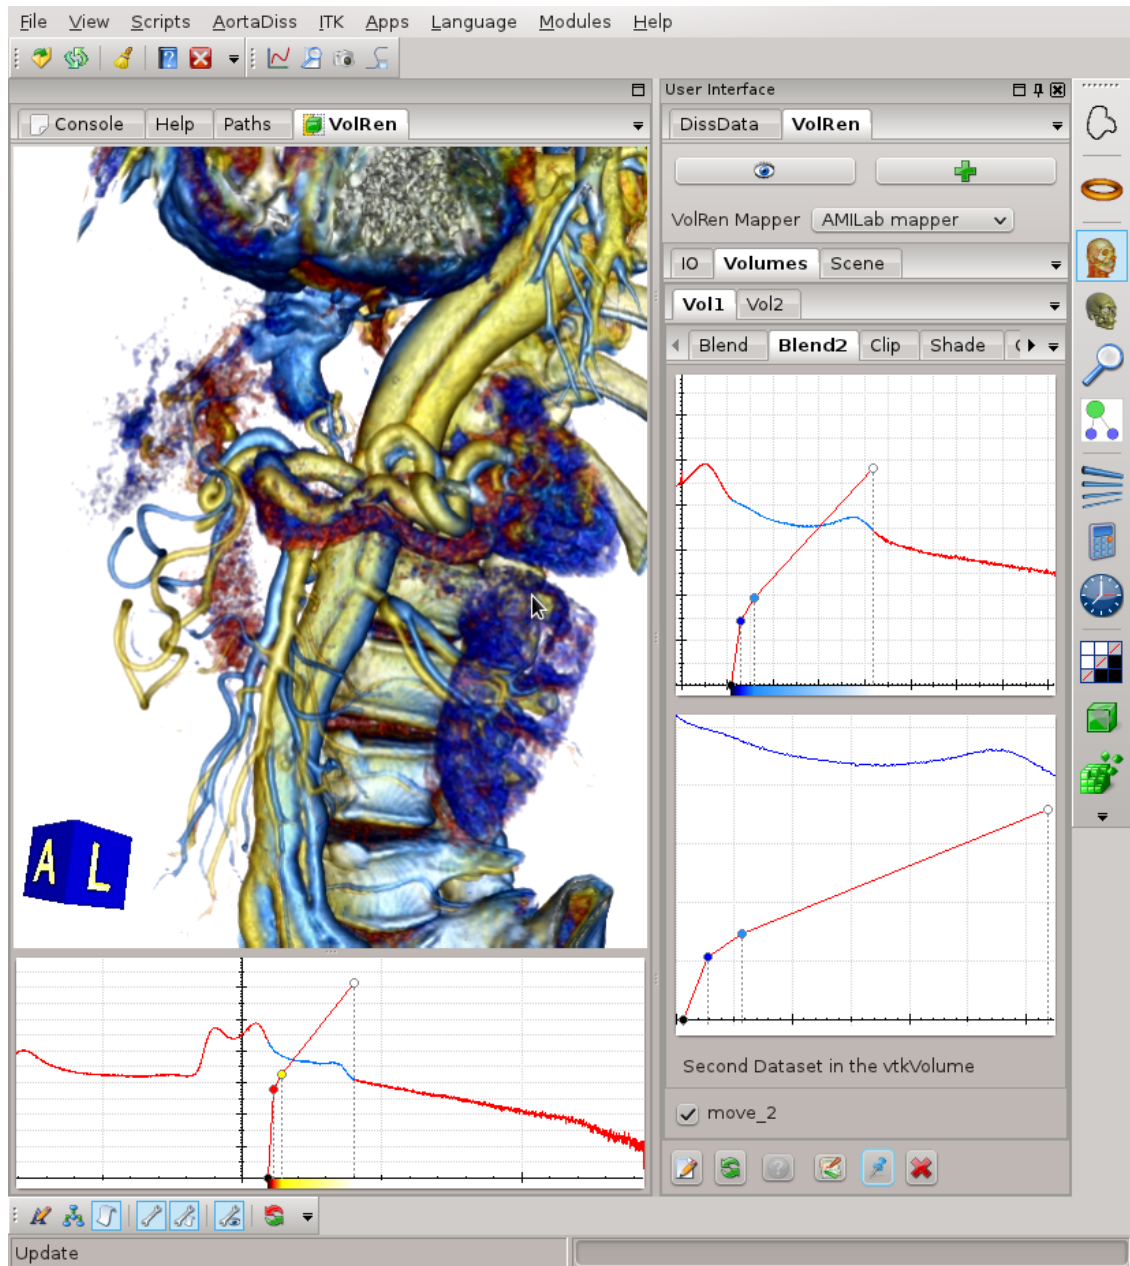 File View Scripts AortaDiss ITK Apps Language Modules Help
User Interface
Console Help Paths VolRen
DissData VolRen
VolRen Mapper AMILab mapper
IO Volumes Scene
Vol1 Vol2
Blend Blend2 Clip Shade
A L
Second Dataset in the vtkVolume
move_2
Update